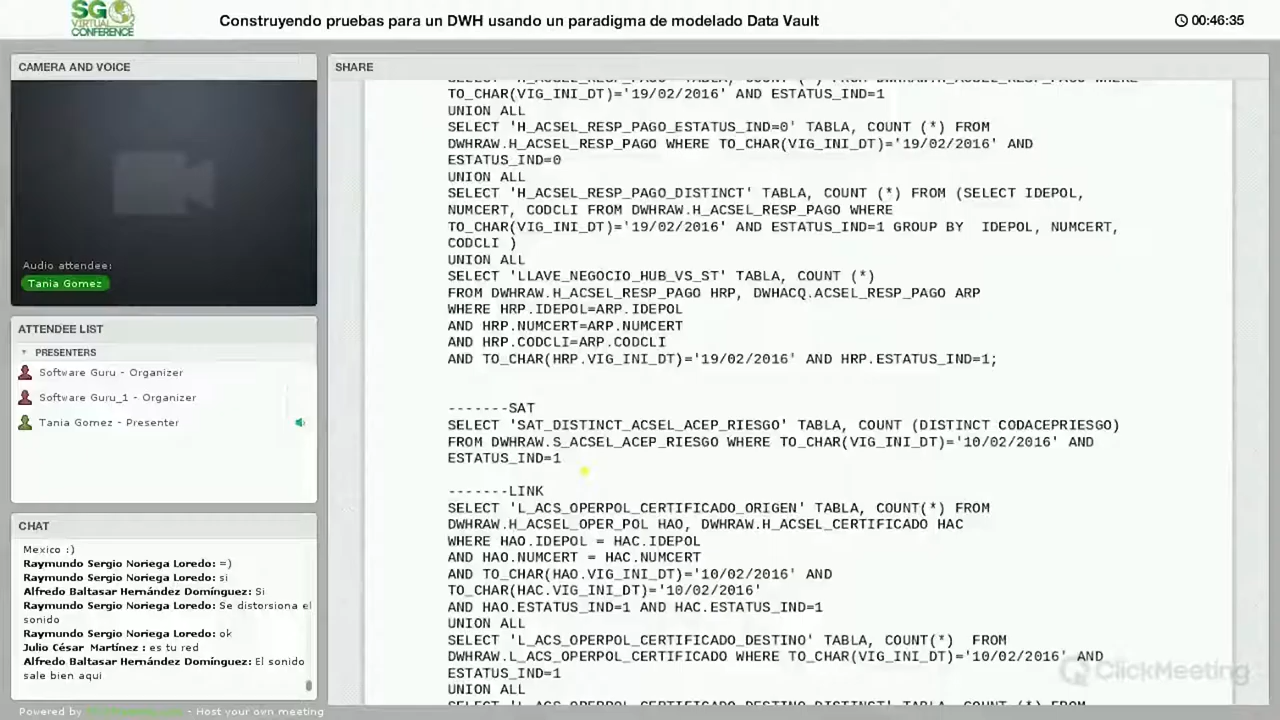 SG
VIRTUAL
CONFERENCE
Construyendo pruebas para un DWH usando un paradigma de modelado Data Vault
00:46:35
CAMERA AND VOICE
Audio attendee:
Tania Gomez
ATTENDEE LIST
PRESENTERS
Software Guru - Organizer
Software Guru_1 - Organizer
Tania Gomez - Presenter
CHAT
Mexico :)
Raymundo Sergio Noriega Loredo: =)
Raymundo Sergio Noriega Loredo: si
Alfredo Baltasar Hernández Domínguez: Si
Raymundo Sergio Noriega Loredo: Se distorsiona el
sonido
Raymundo Sergio Noriega Loredo: ok
Julio César Martínez : es tu red
Alfredo Baltasar Hernández Domínguez: El sonido
sale bien aqui
SHARE
TO_CHAR(VIG_INI_DT)='19/02/2016' AND ESTATUS_IND=1
UNION ALL
SELECT 'H_ACSEL_RESP_PAGO_ESTATUS_IND=0' TABLA, COUNT (*) FROM
DWHRAW.H_ACSEL_RESP_PAGO WHERE TO_CHAR(VIG_INI_DT)='19/02/2016' AND
ESTATUS_IND=0
UNION ALL
SELECT 'H_ACSEL_RESP_PAGO_DISTINCT' TABLA, COUNT (*) FROM (SELECT IDEPOL,
NUMCERT, CODCLI FROM DWHRAW.H_ACSEL_RESP_PAGO WHERE
TO_CHAR(VIG_INI_DT)='19/02/2016' AND ESTATUS_IND=1 GROUP BY  IDEPOL, NUMCERT,
CODCLI )
UNION ALL
SELECT 'LLAVE_NEGOCIO_HUB_VS_ST' TABLA, COUNT (*)
FROM DWHRAW.H_ACSEL_RESP_PAGO HRP, DWHACQ.ACSEL_RESP_PAGO ARP
WHERE HRP.IDEPOL=ARP.IDEPOL
AND HRP.NUMCERT=ARP.NUMCERT
AND HRP.CODCLI=ARP.CODCLI
AND TO_CHAR(HRP.VIG_INI_DT)='19/02/2016' AND HRP.ESTATUS_IND=1;
-------SAT
SELECT 'SAT_DISTINCT_ACSEL_ACEP_RIESGO' TABLA, COUNT (DISTINCT CODACEPRIESGO)
FROM DWHRAW.S_ACSEL_ACEP_RIESGO WHERE TO_CHAR(VIG_INI_DT)='10/02/2016' AND
ESTATUS_IND=1
-------LINK
SELECT 'L_ACS_OPERPOL_CERTIFICADO_ORIGEN' TABLA, COUNT(*) FROM
DWHRAW.H_ACSEL_OPER_POL HAO, DWHRAW.H_ACSEL_CERTIFICADO HAC
WHERE HAO.IDEPOL = HAC.IDEPOL
AND HAO.NUMCERT = HAC.NUMCERT
AND TO_CHAR(HAO.VIG_INI_DT)='10/02/2016' AND
TO_CHAR(HAC.VIG_INI_DT)='10/02/2016'
AND HAO.ESTATUS_IND=1 AND HAC.ESTATUS_IND=1
UNION ALL
SELECT 'L_ACS_OPERPOL_CERTIFICADO_DESTINO' TABLA, COUNT(*)  FROM
DWHRAW.L_ACS_OPERPOL_CERTIFICADO WHERE TO_CHAR(VIG_INI_DT)='10/02/2016' AND
ESTATUS_IND=1
UNION ALL
ClickMeeting
Powered by - Host your own meeting